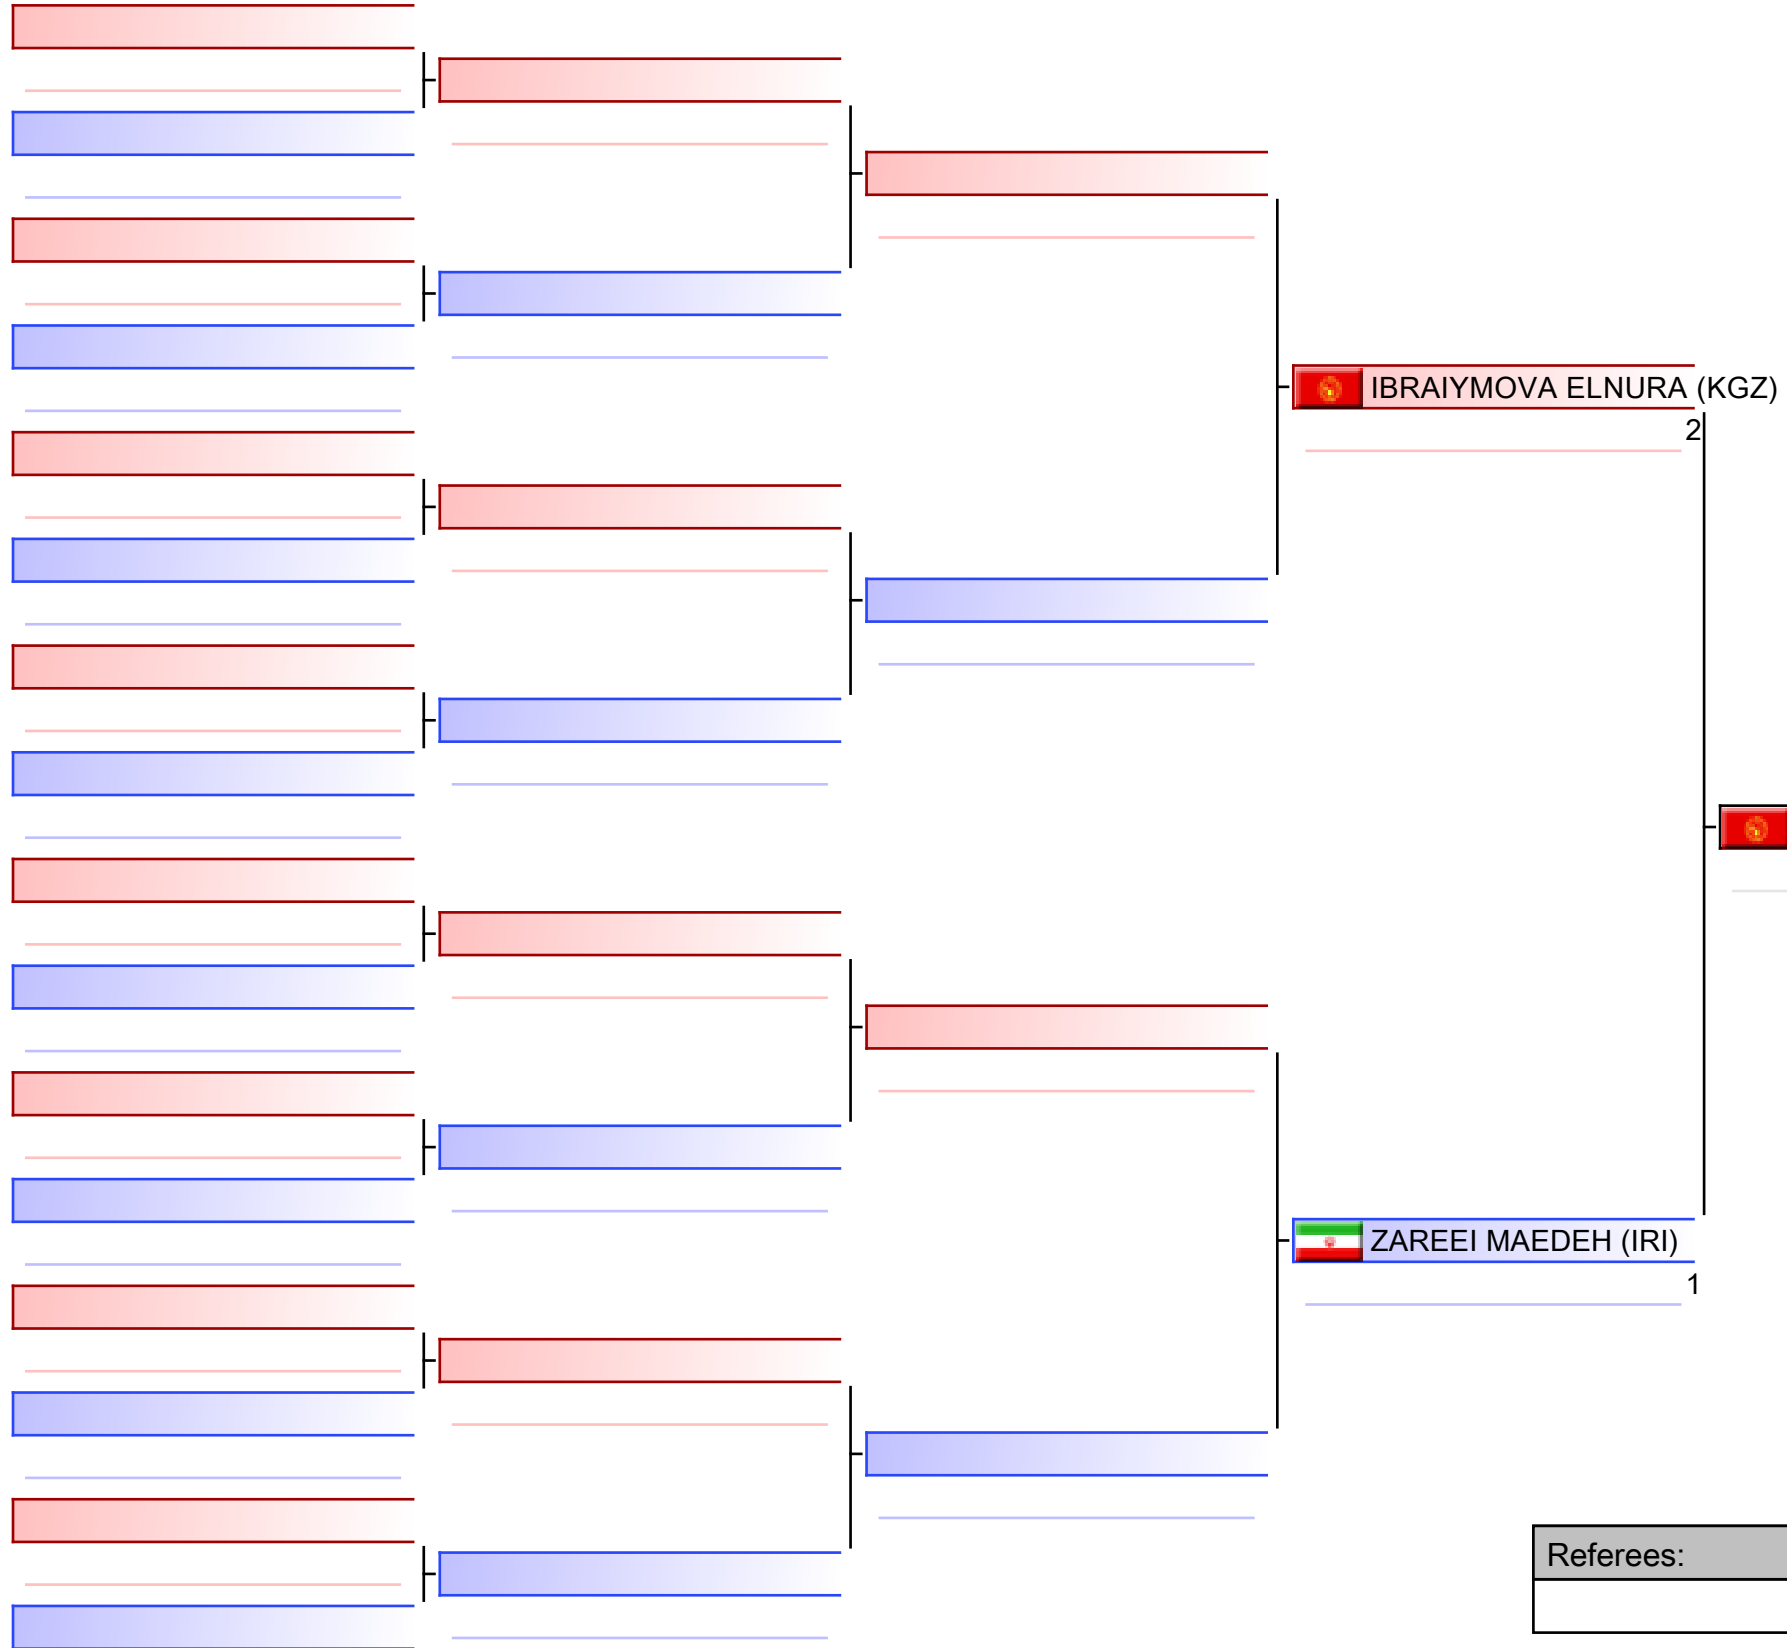 IBRAIYMOVA ELNURA (KGZ)
2
ZAREEI MAEDEH (IRI)
1
Referees: